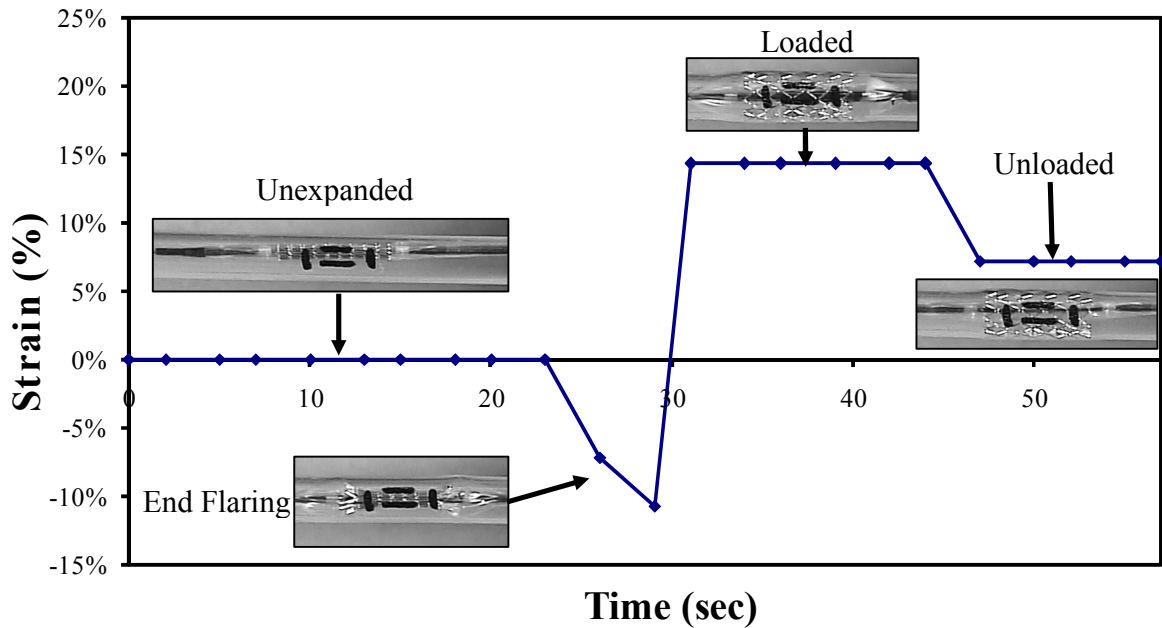 25%
20%
15%
10%
5%
0%
-5%
-10%
-15%
Strain (%)
0
10
20
30
40
50
Time (sec)
Unexpanded
End Flaring
Loaded
Unloaded